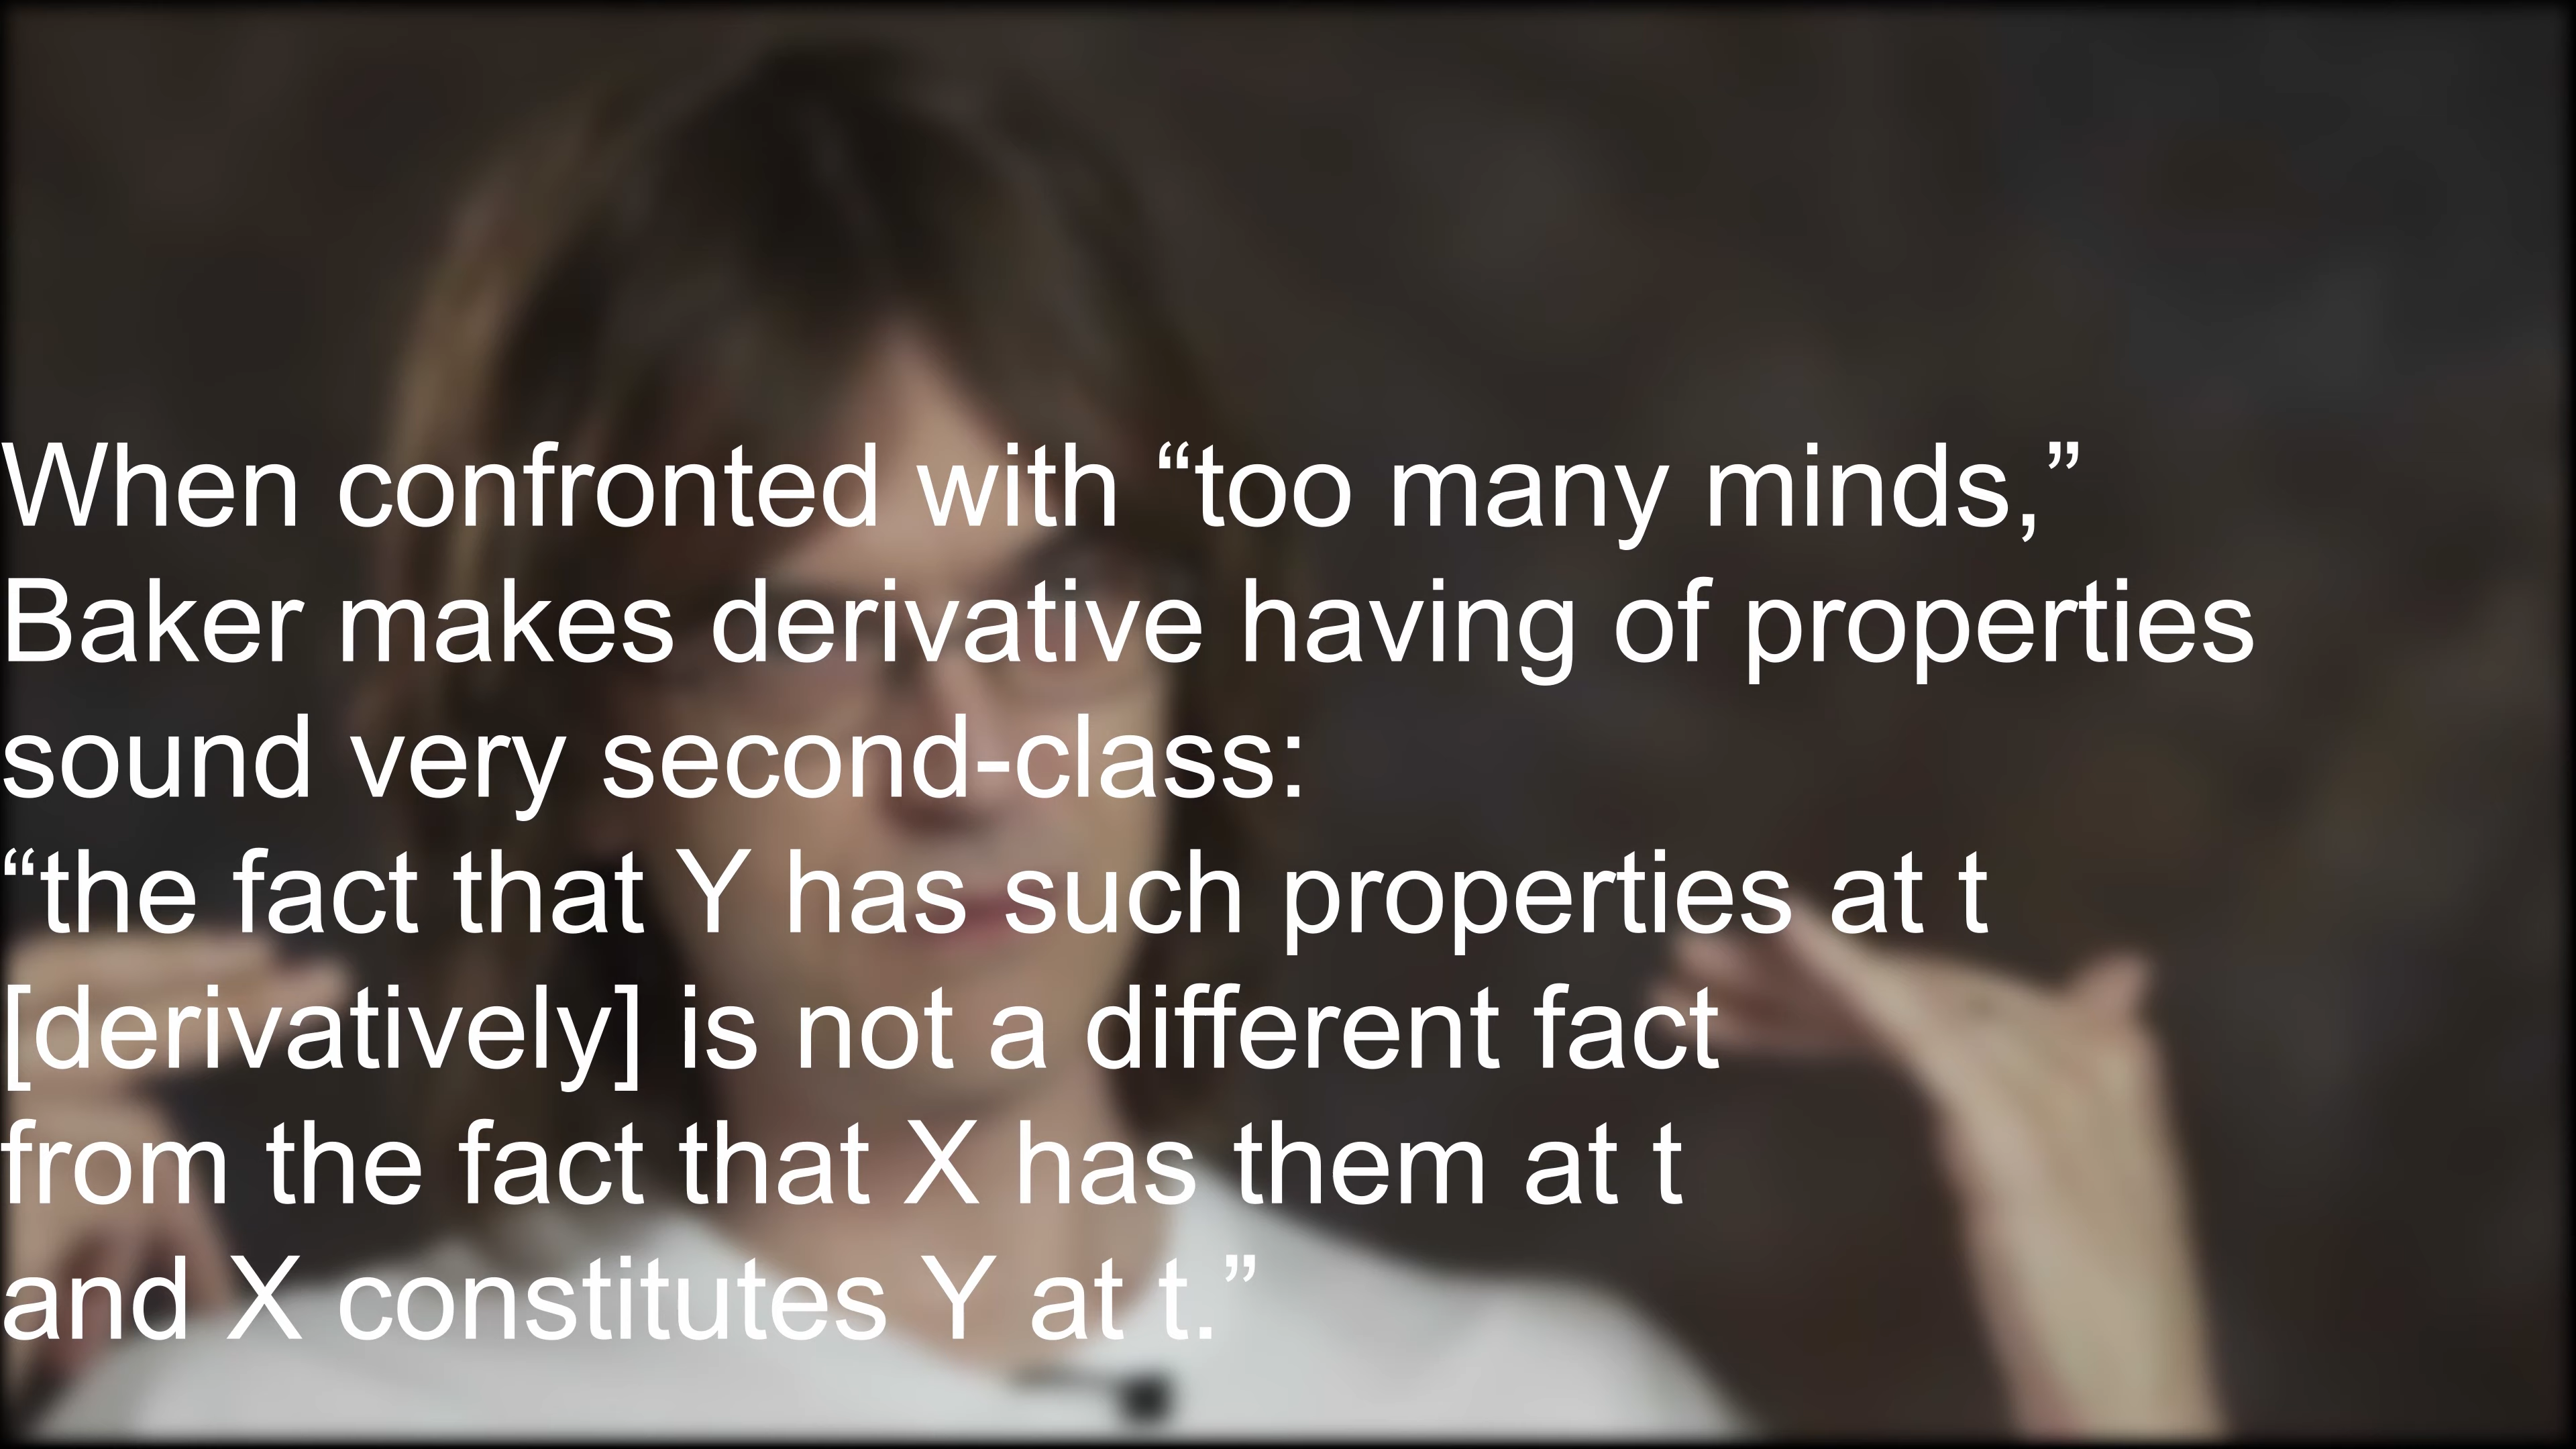 When confronted with “too many minds,”
Baker makes derivative having of properties
sound very second-class:
“the fact that Y has such properties at t
[derivatively] is not a different fact
from the fact that X has them at t
and X constitutes Y at t.”